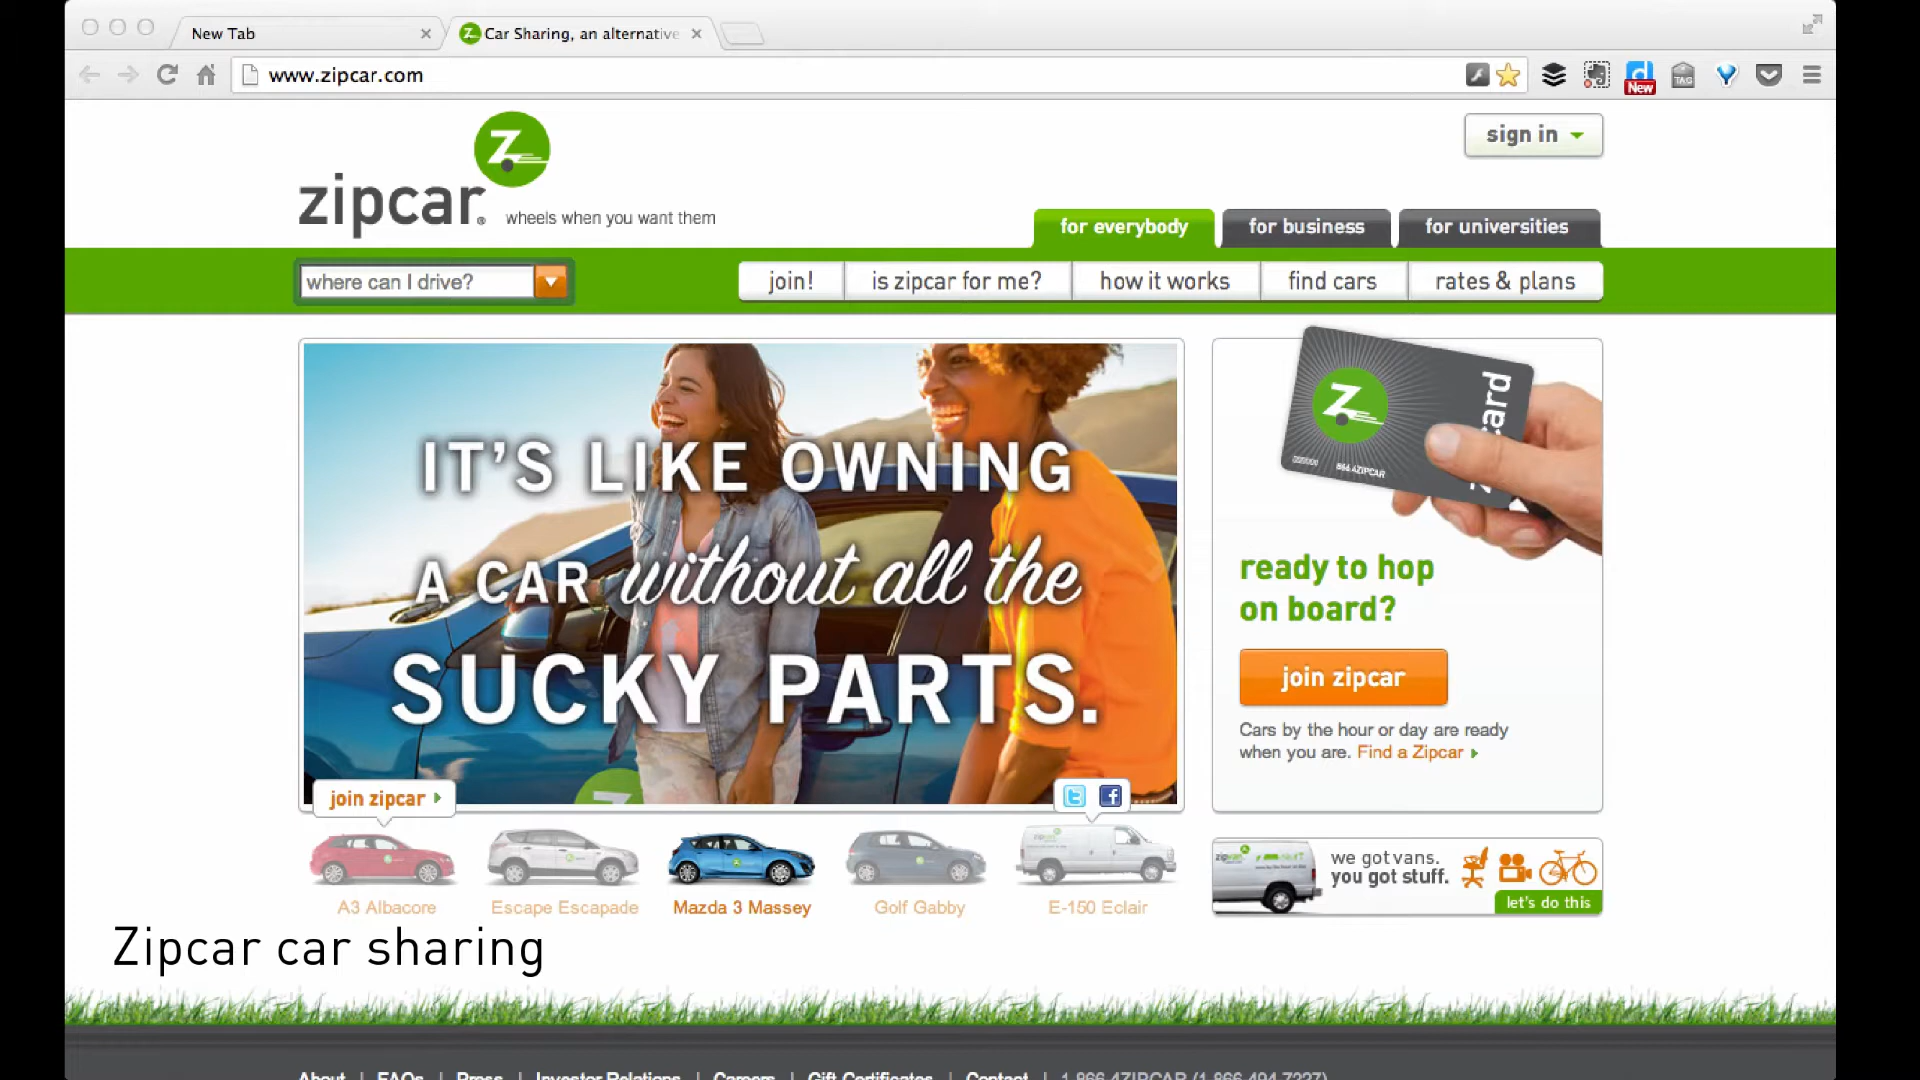 New Tab
Car Sharing, an alternative
www.zipcar.com
New
TAG
sign in
zipcar®
wheels when you want them
for everybody
for business
for universities
where can I drive?
join!
is zipcar for me?
how it works
find cars
rates & plans
IT'S LIKE OWNING
A CAR without all the
SUCKY PARTS.
866 4ZIPCAR
ready to hop
on board?
join zipcar
Cars by the hour or day are ready
when you are. Find a Zipcar
join zipcar
A3 Albacore
Escape Escapade
Mazda 3 Massey
Golf Gabby
E-150 Eclair
we got vans.
you got stuff.
let's do this
Zipcar car sharing
About | FAQs | Press | Investor Relations | Careers | Gift Certificates | Contact | 1-866-4ZIPCAR (1-866-494-7227)